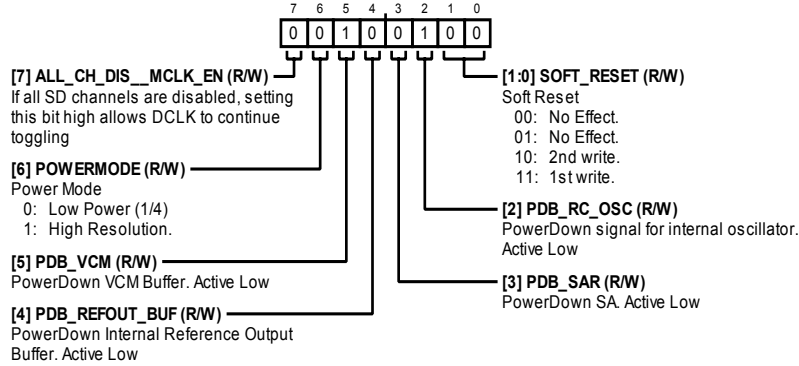 7 6 5 4 3 2 1 0
0 0 1 0 0 1 0 0
[7] ALL_CH_DIS__MCLK_EN (R/W)
If all SD channels are disabled, setting
this bit high allows DCLK to continue
toggling
[6] POWERMODE (R/W)
Power Mode
0: Low Power (1/4)
1: High Resolution.
[5] PDB_VCM (R/W)
PowerDown VCM Buffer. Active Low
[4] PDB_REFOUT_BUF (R/W)
PowerDown Internal Reference Output
Buffer. Active Low
[1:0] SOFT_RESET (R/W)
Soft Reset
00: No Effect.
01: No Effect.
10: 2nd write.
11: 1st write.
[2] PDB_RC_OSC (R/W)
PowerDown signal for internal oscillator.
Active Low
[3] PDB_SAR (R/W)
PowerDown SA. Active Low